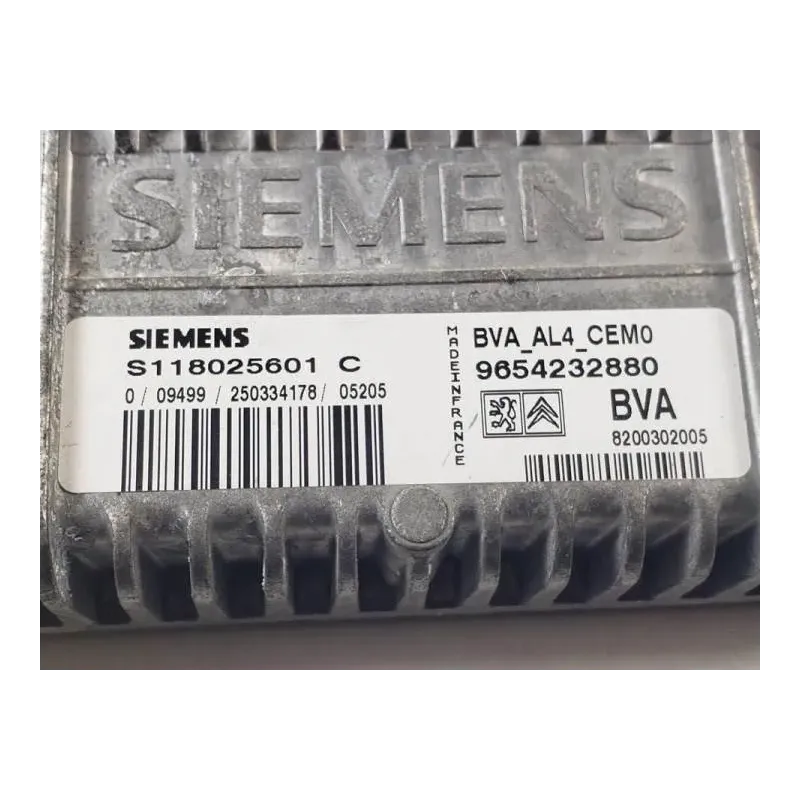 SIEMENS
SIEMENS
S118025601 C
0 / 09499 / 250334178 / 05205
MADEINFRANCE
BVA_AL4_CEM0
9654232880
BVA
8200302005